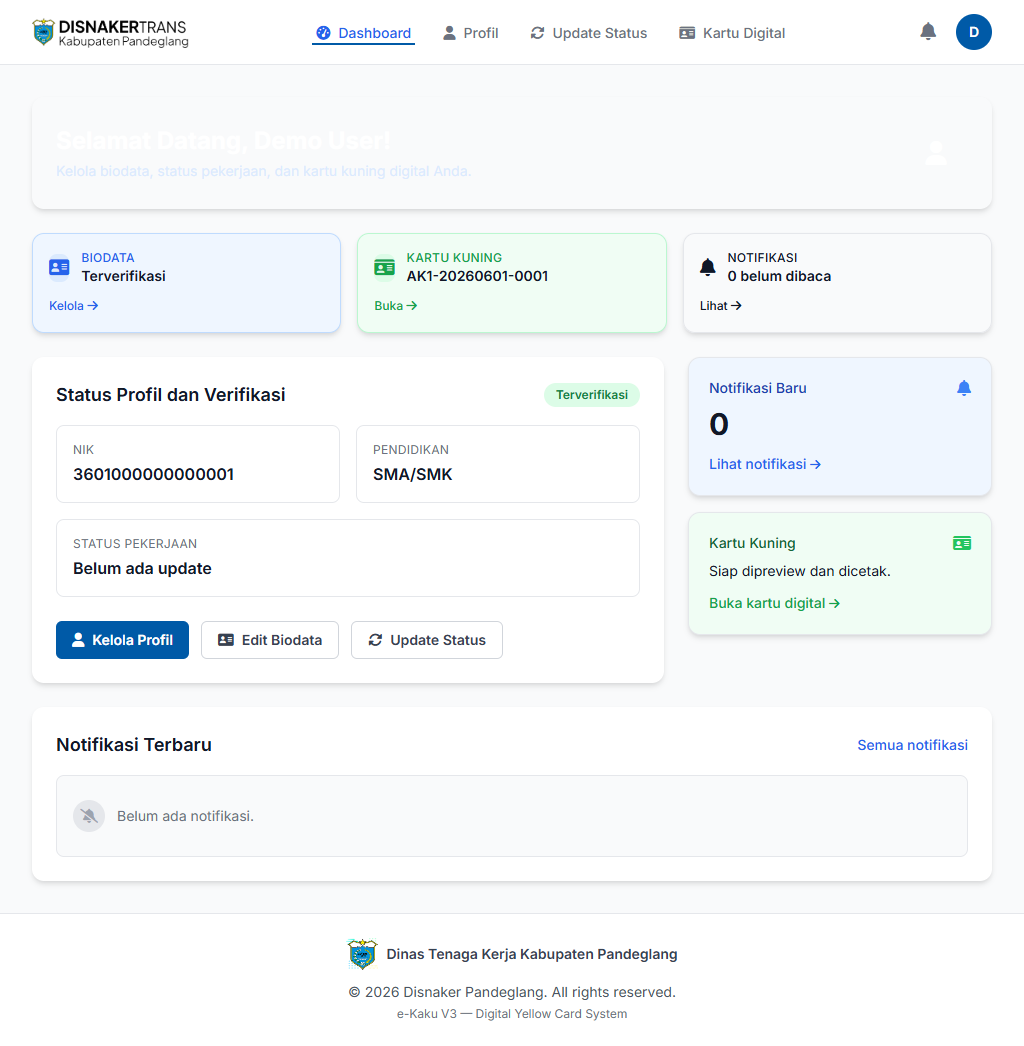 DISNAKERTRANS
Kabupaten Pandeglang
Dashboard
Profil
Update Status
Kartu Digital
D
Selamat Datang, Demo User!
Kelola biodata, status pekerjaan, dan kartu kuning digital Anda.
BIODATA
Terverifikasi
Kelola →
KARTU KUNING
AK1-20260601-0001
Buka →
NOTIFIKASI
0 belum dibaca
Lihat →
Status Profil dan Verifikasi
Terverifikasi
NIK
3601000000000001
PENDIDIKAN
SMA/SMK
STATUS PEKERJAAN
Belum ada update
Kelola Profil
Edit Biodata
Update Status
Notifikasi Baru
0
Lihat notifikasi →
Kartu Kuning
Siap dipreview dan dicetak.
Buka kartu digital →
Notifikasi Terbaru
Semua notifikasi
Belum ada notifikasi.
Dinas Tenaga Kerja Kabupaten Pandeglang
© 2026 Disnaker Pandeglang. All rights reserved.
e-Kaku V3 — Digital Yellow Card System